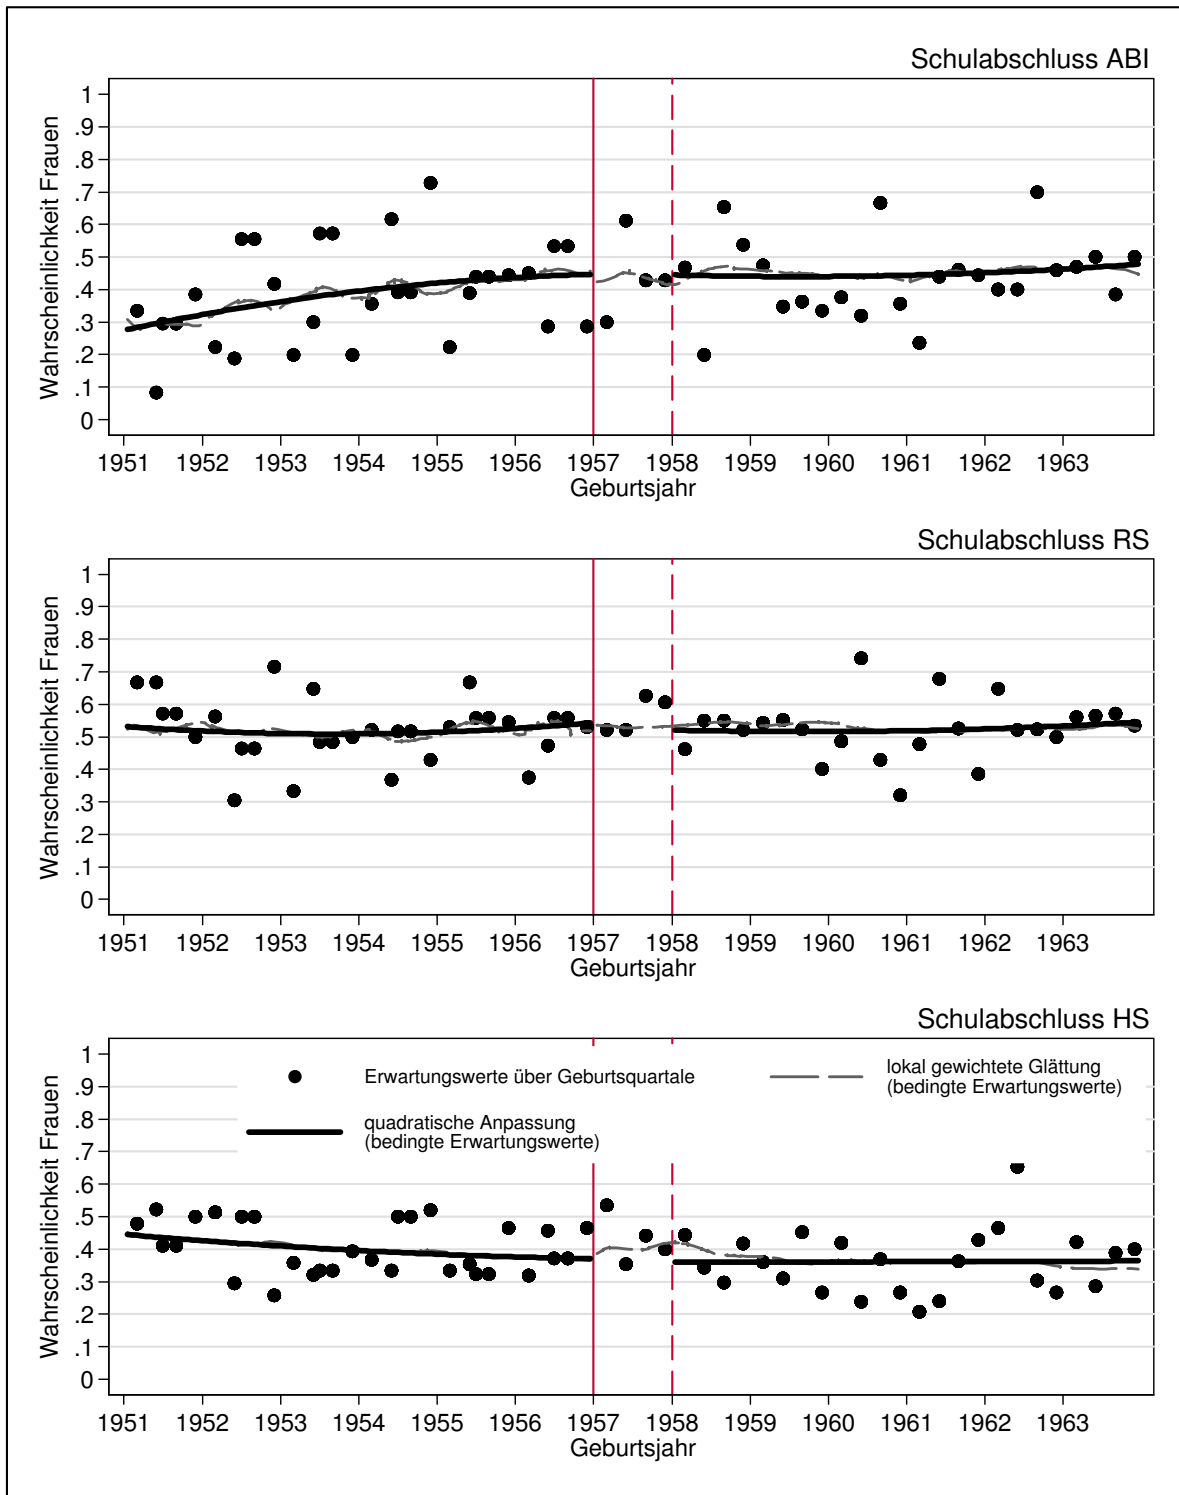 Schulabschluss ABI
Wahrscheinlichkeit Frauen
1
.9
.8
.7
.6
.5
.4
.3
.2
.1
0
1951 1952 1953 1954 1955 1956 1957 1958 1959 1960 1961 1962 1963
Geburtsjahr
Schulabschluss RS
Wahrscheinlichkeit Frauen
1
.9
.8
.7
.6
.5
.4
.3
.2
.1
0
1951 1952 1953 1954 1955 1956 1957 1958 1959 1960 1961 1962 1963
Geburtsjahr
Schulabschluss HS
Wahrscheinlichkeit Frauen
1
.9
.8
.7
.6
.5
.4
.3
.2
.1
0
Erwartungswerte über Geburtsquartale
lokal gewichtete Glättung
(bedingte Erwartungswerte)
quadratische Anpassung
(bedingte Erwartungswerte)
1951 1952 1953 1954 1955 1956 1957 1958 1959 1960 1961 1962 1963
Geburtsjahr